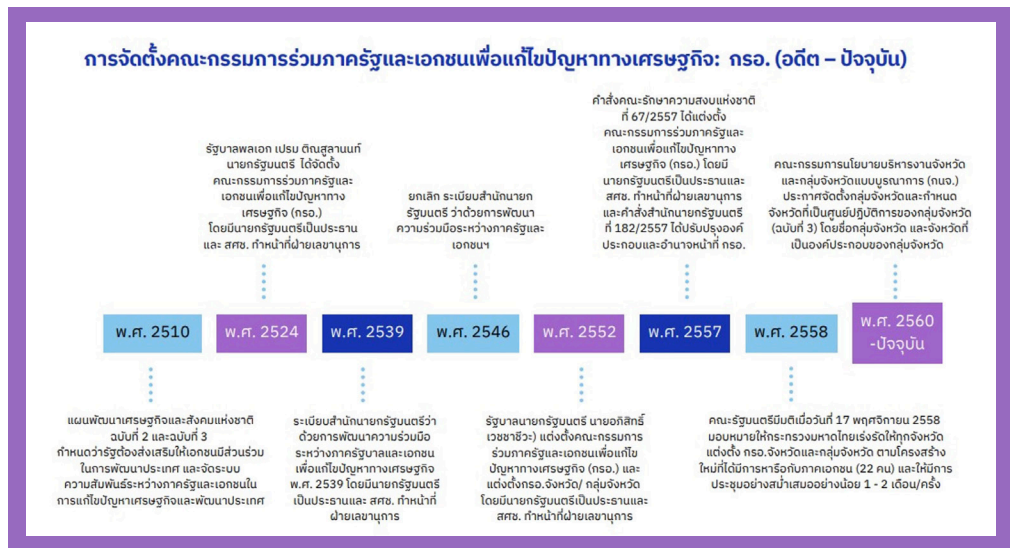 การจัดตั้งคณะกรรมการร่วมภาครัฐและเอกชนเพื่อแก้ไขปัญหาทางเศรษฐกิจ: กรอ. (อดีต – ปัจจุบัน)
รัฐบาลพลเอก เปรม ติณสูลานนท์
นายกรัฐมนตรี ได้จัดตั้ง
คณะกรรมการร่วมภาครัฐและ
เอกชนเพื่อแก้ไขปัญหาทาง
เศรษฐกิจ (กรอ.)
โดยมีนายกรัฐมนตรีเป็นประธาน
และ สศช. ทำหน้าที่ฝ่ายเลขานุการ
ยกเลิก ระเบียบสำนักนายก
รัฐมนตรี ว่าด้วยการพัฒนา
ความร่วมมือระหว่างภาครัฐและ
เอกชนฯ
คำสั่งคณะรักษาความสงบแห่งชาติ
ที่ 67/2557 ได้แต่งตั้ง
คณะกรรมการร่วมภาครัฐและ
เอกชนเพื่อแก้ไขปัญหาทาง
เศรษฐกิจ (กรอ.) โดยมี
นายกรัฐมนตรีเป็นประธานและ
สศช. ทำหน้าที่ฝ่ายเลขานุการ
และคำสั่งสำนักนายกรัฐมนตรี
ที่ 182/2557 ได้ปรับปรุงองค์
ประกอบและอำนาจหน้าที่ กรอ.
คณะกรรมการนโยบายบริหารงานจังหวัด
และกลุ่มจังหวัดแบบบูรณาการ (กนจ.)
ประกาศจัดตั้งกลุ่มจังหวัดและกำหนด
จังหวัดที่เป็นศูนย์ปฏิบัติการของกลุ่มจังหวัด
(ฉบับที่ 3) โดยชื่อกลุ่มจังหวัด และจังหวัดที่
เป็นองค์ประกอบของกลุ่มจังหวัด
พ.ศ. 2510
พ.ศ. 2524
พ.ศ. 2539
พ.ศ. 2546
พ.ศ. 2552
พ.ศ. 2557
พ.ศ. 2558
พ.ศ. 2560
-ปัจจุบัน
แผนพัฒนาเศรษฐกิจและสังคมแห่งชาติ
ฉบับที่ 2 และฉบับที่ 3
กำหนดว่ารัฐต้องส่งเสริมให้เอกชนมีส่วนร่วม
ในการพัฒนาประเทศ และจัดระบบ
ความสัมพันธ์ระหว่างภาครัฐและเอกชนใน
การแก้ไขปัญหาเศรษฐกิจและพัฒนาประเทศ
ระเบียบสำนักนายกรัฐมนตรีว่า
ด้วยการพัฒนาความร่วมมือ
ระหว่างภาครัฐบาลและเอกชน
เพื่อแก้ไขปัญหาทางเศรษฐกิจ
พ.ศ. 2539 โดยมีนายกรัฐมนตรี
เป็นประธานและ สศช. ทำหน้าที่
ฝ่ายเลขานุการ
รัฐบาลนายกรัฐมนตรี นายอภิสิทธิ์
เวชชาชีวะ) แต่งตั้งคณะกรรมการ
ร่วมภาครัฐและเอกชนเพื่อแก้ไข
ปัญหาทางเศรษฐกิจ (กรอ.) และ
แต่งตั้งกรอ.จังหวัด/ กลุ่มจังหวัด
โดยมีนายกรัฐมนตรีเป็นประธานและ
สศช. ทำหน้าที่ฝ่ายเลขานุการ
คณะรัฐมนตรีมีมติเมื่อวันที่ 17 พฤศจิกายน 2558
มอบหมายให้กระทรวงมหาดไทยเร่งรัดให้ทุกจังหวัด
แต่งตั้ง กรอ.จังหวัดและกลุ่มจังหวัด ตามโครงสร้าง
ใหม่ที่ได้มีการหารือกับภาคเอกชน (22 คน) และให้มีการ
ประชุมอย่างสม่ำเสมออย่างน้อย 1 - 2 เดือน/ครั้ง